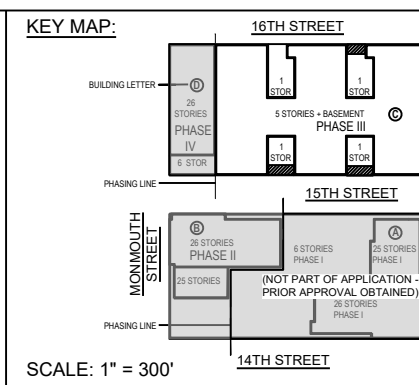 KEY MAP:
16TH STREET
BUILDING LETTER
D
26
STORIES
PHASE
IV
6 STOR
1
STOR
1
STOR
5 STORIES + BASEMENT
PHASE III
C
1
STOR
1
STOR
PHASING LINE
15TH STREET
MONMOUTH
STREET
B
26 STORIES
PHASE II
25 STORIES
6 STORIES
PHASE I
A
25 STORIES
PHASE I
(NOT PART OF APPLICATION -
PRIOR APPROVAL OBTAINED)
26 STORIES
PHASE I
PHASING LINE
14TH STREET
SCALE: 1" = 300'